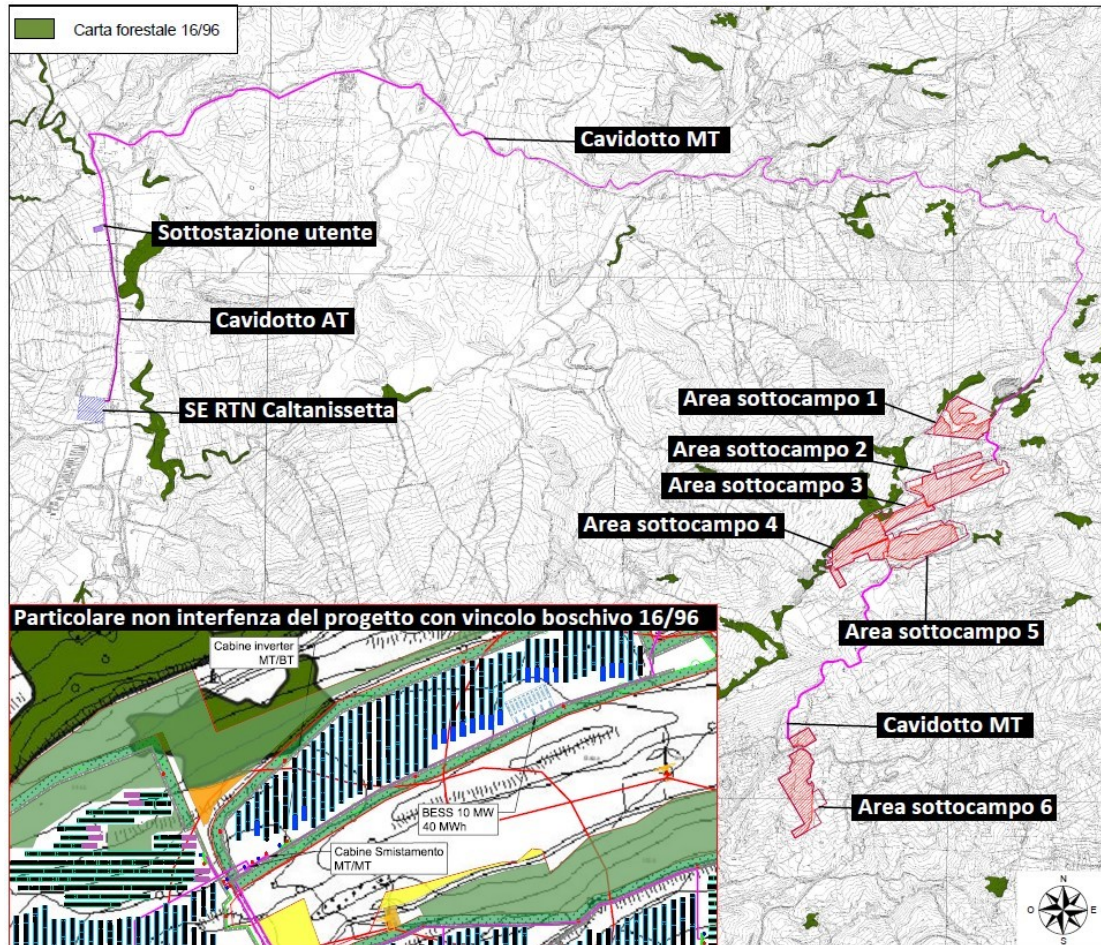 Carta forestale 16/96
Cavidotto MT
Sottostazione utente
Cavidotto AT
SE RTN Caltanissetta
Area sottocampo 1
Area sottocampo 2
Area sottocampo 3
Area sottocampo 4
Particolare non interfenza del progetto con vincolo boschivo 16/96
Cabine inverter
MT/BT
BESS 10 MW
40 MWh
Cabine Smistamento
MT/MT
Area sottocampo 5
Cavidotto MT
Area sottocampo 6
N
O
E
S